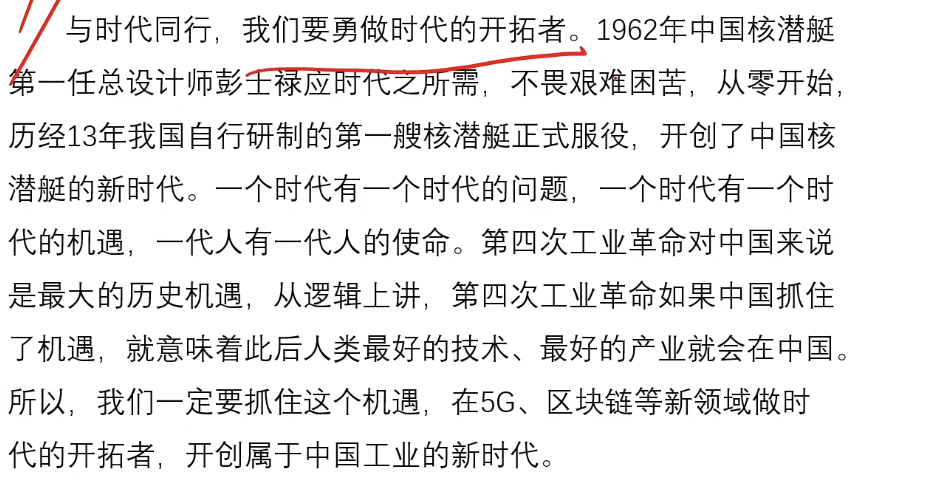 与时代同行，我们要勇做时代的开拓者。1962年中国核潜艇
第一任总设计师彭士禄应时代之所需，不畏艰难困苦，从零开始，
历经13年我国自行研制的第一艘核潜艇正式服役，开创了中国核
潜艇的新时代。一个时代有一个时代的问题，一个时代有一个时
代的机遇，一代人有一代人的使命。第四次工业革命对中国来说
是最大的历史机遇，从逻辑上讲，第四次工业革命如果中国抓住
了机遇，就意味着此后人类最好的技术、最好的产业就会在中国。
所以，我们一定要抓住这个机遇，在5G、区块链等新领域做时
代的开拓者，开创属于中国工业的新时代。